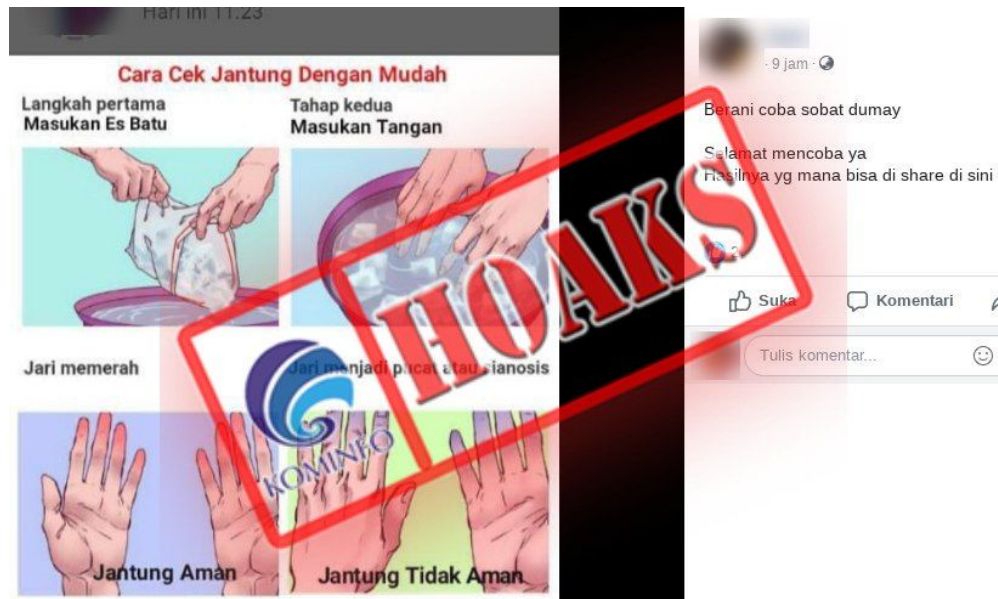 Hari ini 11.23
Cara Cek Jantung Dengan Mudah
Langkah pertama
Masukan Es Batu
Tahap kedua
Masukan Tangan
Jari memerah
Jari menjadi pucat atau sianosis
Jantung Aman
Jantung Tidak Aman
HOAKS
KOMINFO
· 9 jam ·
Berani coba sobat dumay
Selamat mencoba ya
Hasilnya yg mana bisa di share di sini
Suka
Komentari
Tulis komentar...